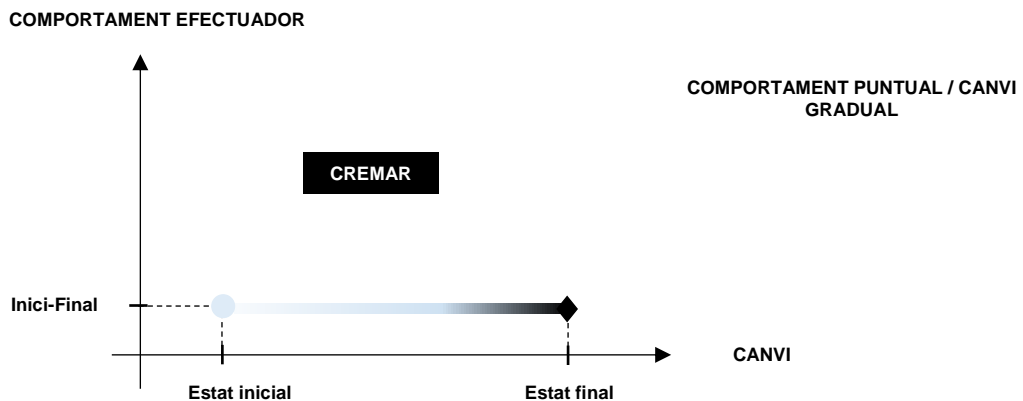 COMPORTAMENT EFECTUADOR
COMPORTAMENT PUNTUAL / CANVI
GRADUAL
CREMAR
Inici-Final
CANVI
Estat inicial
Estat final